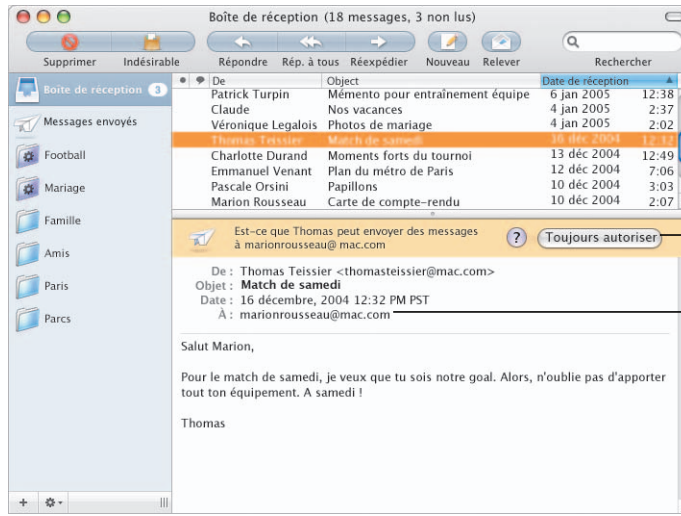 Boîte de réception (18 messages, 3 non lus)
Supprimer Indésirable Répondre Rép. à tous Réexpédier Nouveau Relever Rechercher
De Object Date de réception
Patrick Turpin Mémento pour entraînement équipe 6 jan 2005 12:38
Claude Nos vacances 4 jan 2005 2:37
Véronique Legalois Photos de mariage 4 jan 2005 2:02
Thomas Teissier Match de samedi 16 déc 2004 12:32
Charlotte Durand Moments forts du tournoi 13 déc 2004 12:49
Emmanuel Venant Plan du métro de Paris 12 déc 2004 7:06
Pascale Orsini Papillons 10 déc 2004 3:03
Marion Rousseau Carte de compte-rendu 10 déc 2004 2:07
Boîte de réception 3
Messages envoyés
Football
Mariage
Famille
Amis
Paris
Parcs
Est-ce que Thomas peut envoyer des messages
à marionrousseau@ mac.com
? Toujours autoriser
De : Thomas Teissier <thomasteissier@mac.com>
Objet : Match de samedi
Date : 16 décembre, 2004 12:32 PM PST
À : marionrousseau@mac.com
Salut Marion,
Pour le match de samedi, je veux que tu sois notre goal. Alors, n'oublie pas d'apporter
tout ton équipement. A samedi !
Thomas